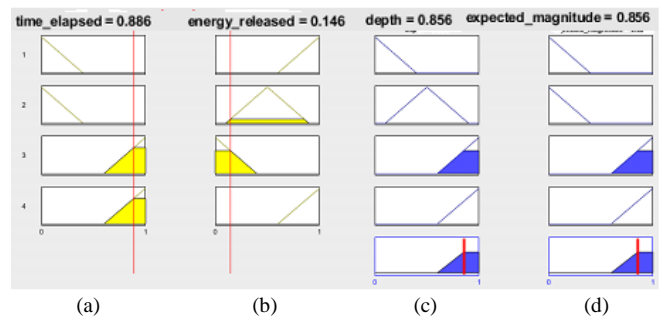 time_elapsed = 0.886 energy_released = 0.146 depth = 0.856 expected_magnitude = 0.856
1
2
3
4
0 1 0 1
0 1 0 1
(a) (b) (c) (d)